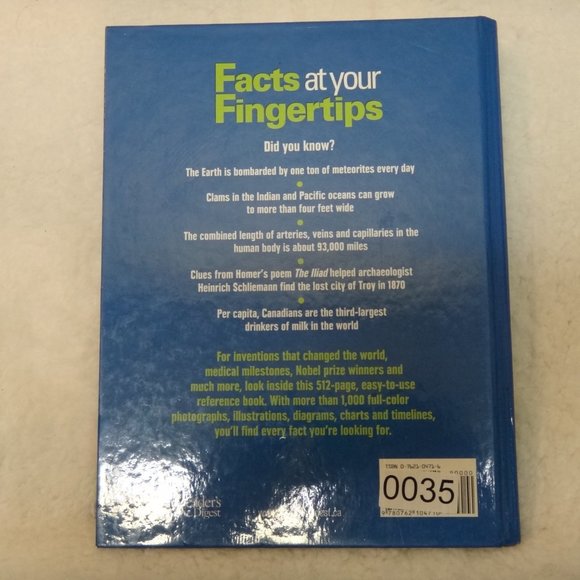 Facts at your
Fingertips
Did you know?
The Earth is bombarded by one ton of meteorites every day
Clams in the Indian and Pacific oceans can grow
to more than four feet wide
The combined length of arteries, veins and capillaries in the
human body is about 93,000 miles
Clues from Homer's poem The Iliad helped archaeologist
Heinrich Schliemann find the lost city of Troy in 1870
Per capita, Canadians are the third-largest
drinkers of milk in the world
For inventions that changed the world,
medical milestones, Nobel prize winners and
much more, look inside this 512-page, easy-to-use
reference book. With more than 1,000 full-color
photographs, illustrations, diagrams, charts and timelines,
you'll find every fact you're looking for.
ISBN 0-7621-0471-6
0035
Digest